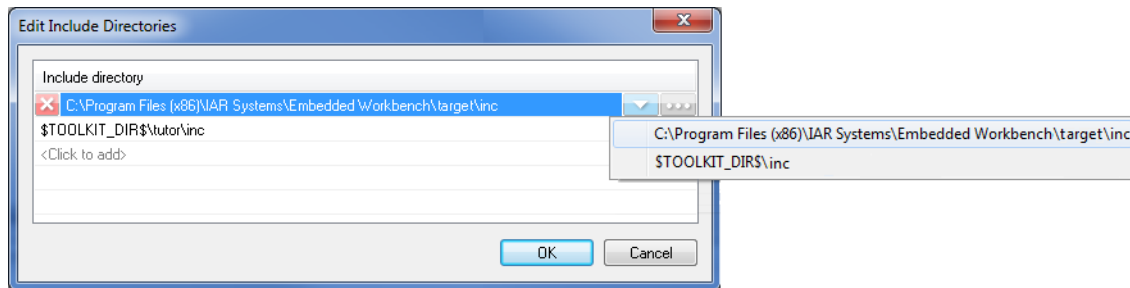 Edit Include Directories
Include directory
C:\Program Files (x86)\IAR Systems\Embedded Workbench\target\inc
$TOOLKIT_DIR$\tutor\inc
<Click to add>
C:\Program Files (x86)\IAR Systems\Embedded Workbench\target\inc
$TOOLKIT_DIR$\inc
OK
Cancel